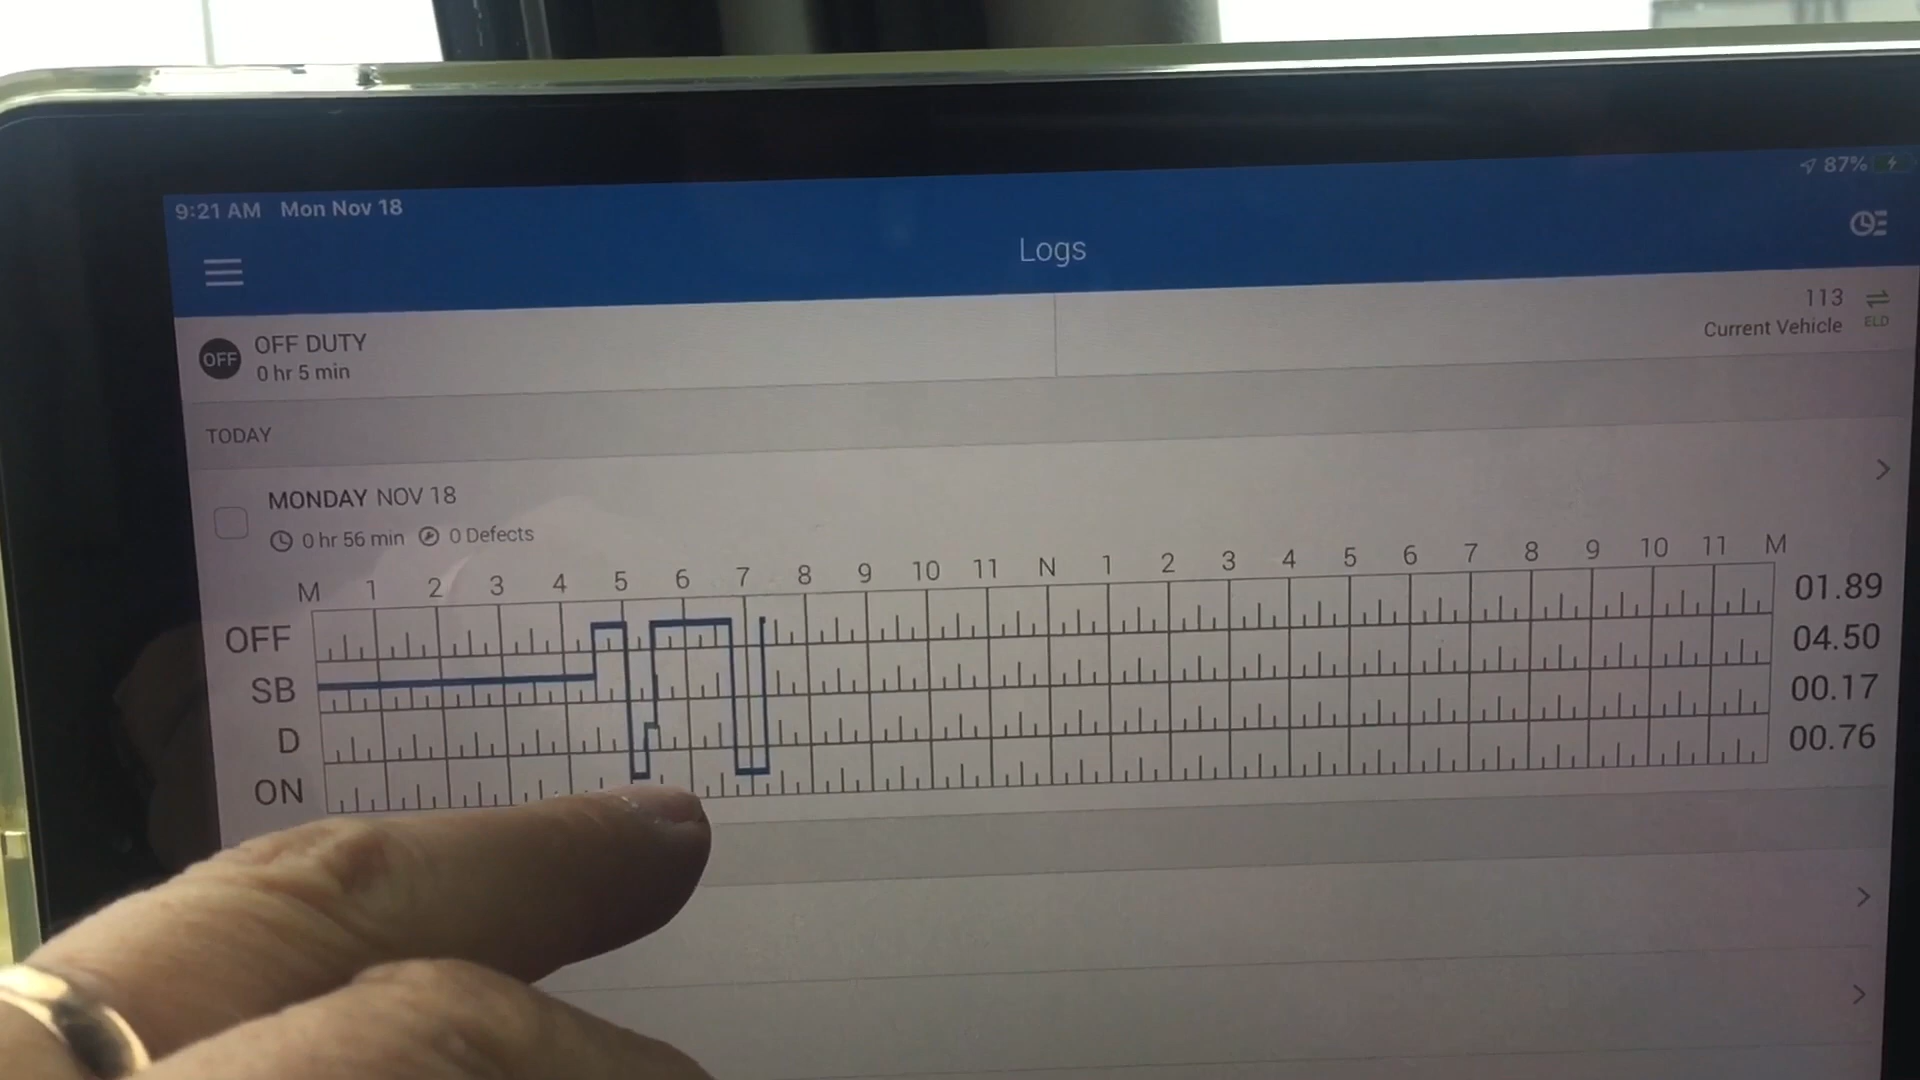 9:21 AM Mon Nov 18
87%
Logs
OFF
OFF DUTY
0 hr 5 min
113
Current Vehicle
ELD
TODAY
MONDAY NOV 18
0 hr 56 min 0 Defects
M 1 2 3 4 5 6 7 8 9 10 11 N 1 2 3 4 5 6 7 8 9 10 11 M
OFF 01.89
SB 04.50
D 00.17
ON 00.76